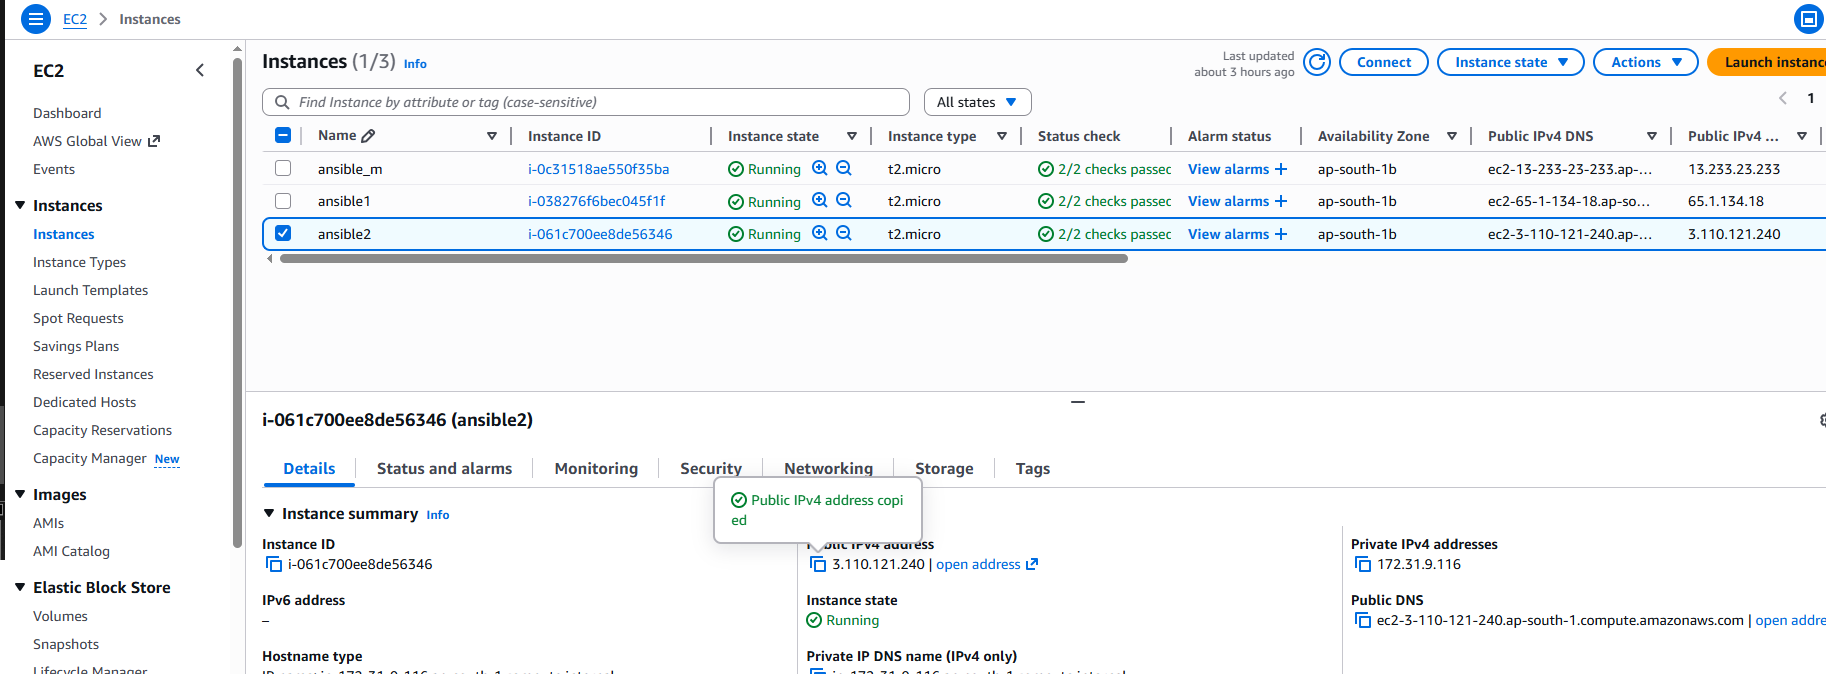 EC2 > Instances
EC2
Dashboard
AWS Global View
Events
Instances
Instances
Instance Types
Launch Templates
Spot Requests
Savings Plans
Reserved Instances
Dedicated Hosts
Capacity Reservations
Capacity Manager New
Images
AMIs
AMI Catalog
Elastic Block Store
Volumes
Snapshots
Lifecycle Manager
Instances (1/3) Info
Last updated
about 3 hours ago
Connect
Instance state
Actions
Launch instanc
Find Instance by attribute or tag (case-sensitive)
All states
1
Name Instance ID Instance state Instance type Status check Alarm status Availability Zone Public IPv4 DNS Public IPv4 ...
ansible_m i-0c31518ae550f35ba Running t2.micro 2/2 checks passec View alarms + ap-south-1b ec2-13-233-23-233.ap-... 13.233.23.233
ansible1 i-038276f6bec045f1f Running t2.micro 2/2 checks passec View alarms + ap-south-1b ec2-65-1-134-18.ap-so... 65.1.134.18
ansible2 i-061c700ee8de56346 Running t2.micro 2/2 checks passec View alarms + ap-south-1b ec2-3-110-121-240.ap-... 3.110.121.240
i-061c700ee8de56346 (ansible2)
Details
Status and alarms
Monitoring
Security
Networking
Storage
Tags
Public IPv4 address copi
ed
Instance summary Info
Instance ID
i-061c700ee8de56346
IPv6 address
–
Hostname type
Public IPv4 address
3.110.121.240 | open address
Instance state
Running
Private IP DNS name (IPv4 only)
Private IPv4 addresses
172.31.9.116
Public DNS
ec2-3-110-121-240.ap-south-1.compute.amazonaws.com | open addre